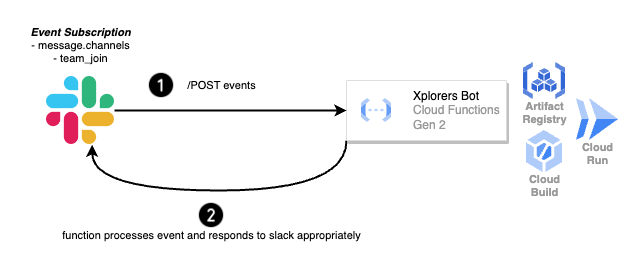 Event Subscription
- message.channels
- team_join
1
/POST events
Xplorers Bot
Cloud Functions
Gen 2
Artifact
Registry
Cloud
Run
Cloud
Build
2
function processes event and responds to slack appropriately